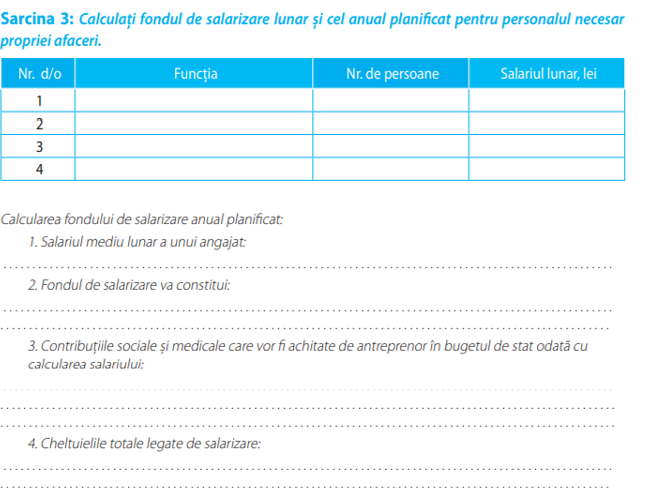 Sarcina 3: Calculați fondul de salarizare lunar și cel anual planificat pentru personalul necesar
propriei afaceri.
Nr. d/o Funcția Nr. de persoane Salariul lunar, lei
1
2
3
4
Calcularea fondului de salarizare anual planificat:
1. Salariul mediu lunar a unui angajat:
2. Fondul de salarizare va constitui:
3. Contribuțiile sociale și medicale care vor fi achitate de antreprenor în bugetul de stat odată cu
calcularea salariului:
4. Cheltuielile totale legate de salarizare: